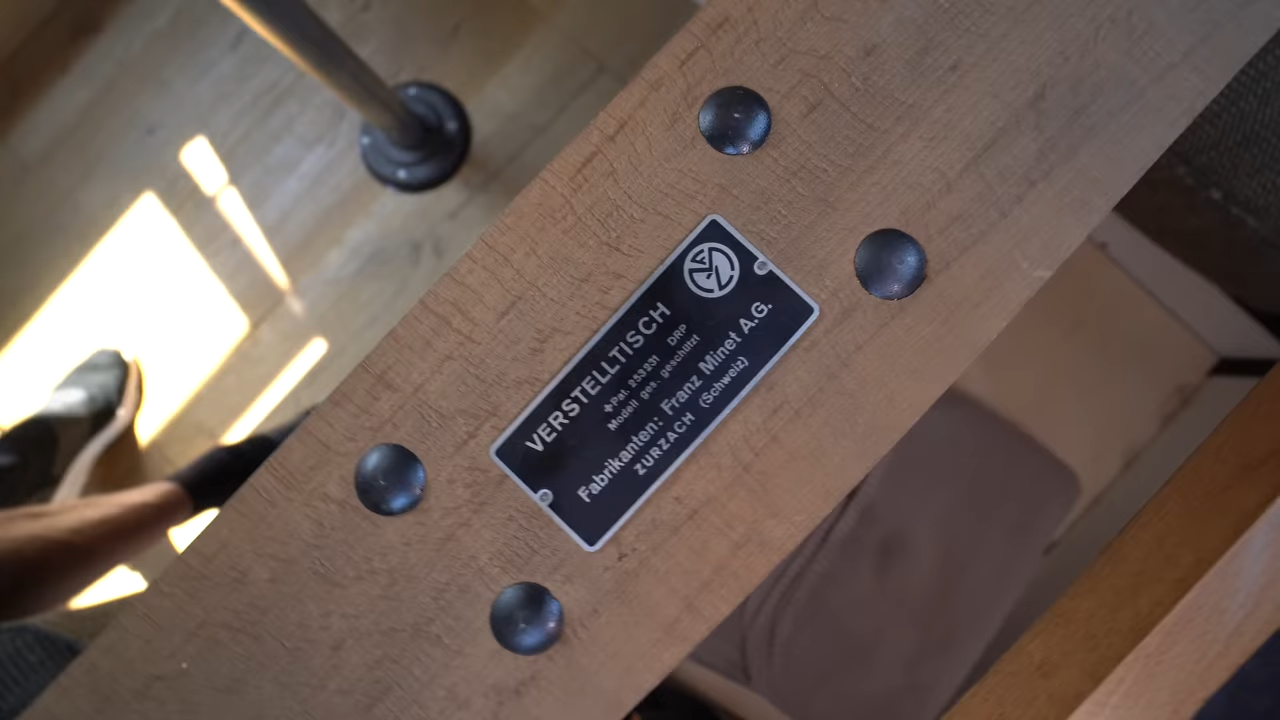 VERSTELLTISCH
✚Pat. 253231 DRP
Modell ges. geschützt
Fabrikanten: Franz Minet A.G.
ZURZACH (Schweiz)